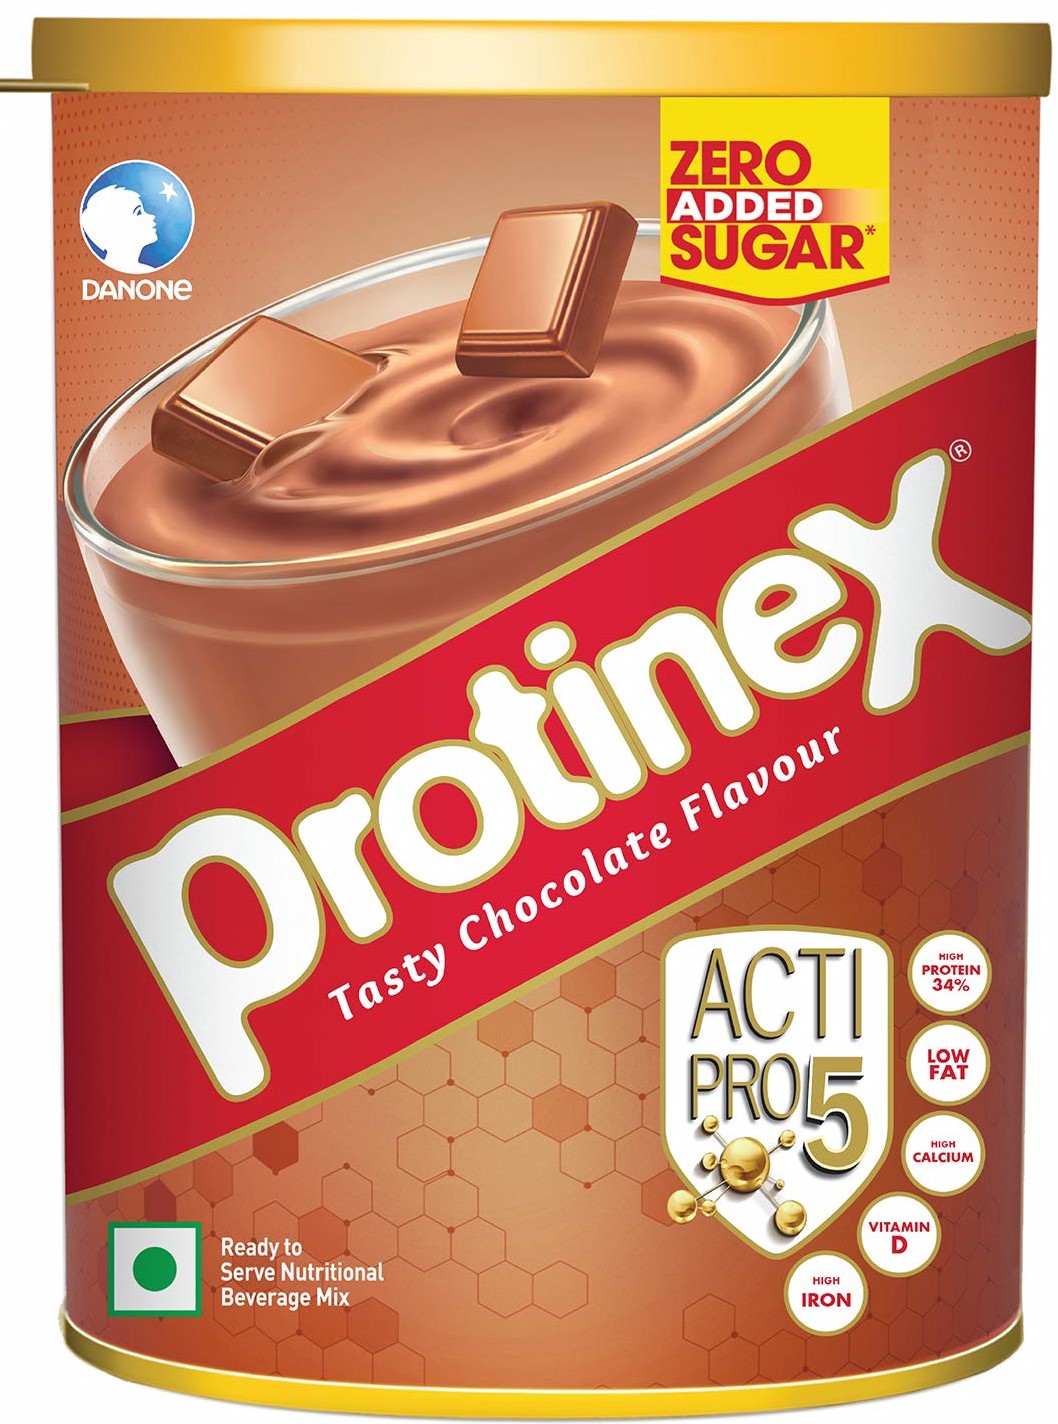 DANONE
ZERO
ADDED
SUGAR*
protinex®
Tasty Chocolate Flavour
ACTI
PRO5
HIGH
PROTEIN
34%
LOW
FAT
HIGH
CALCIUM
VITAMIN
D
HIGH
IRON
Ready to
Serve Nutritional
Beverage Mix